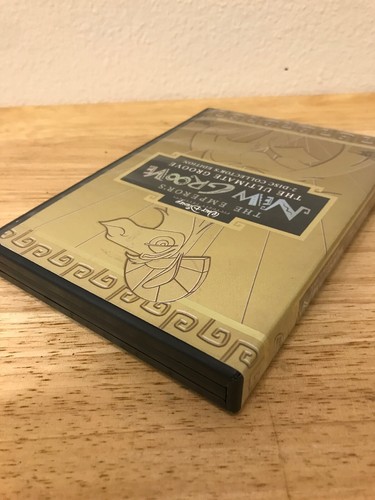 Walt Disney
THE
EMPEROR'S
NEW GROOVE
THE ULTIMATE GROOVE
2-DISC COLLECTOR'S EDITION